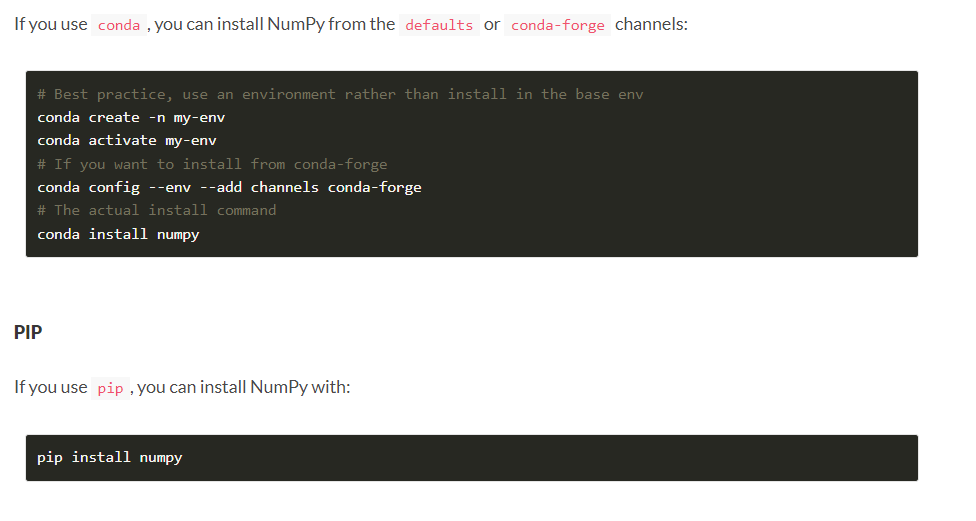 If you use conda , you can install NumPy from the defaults or conda-forge channels:
# Best practice, use an environment rather than install in the base env
conda create -n my-env
conda activate my-env
# If you want to install from conda-forge
conda config --env --add channels conda-forge
# The actual install command
conda install numpy
PIP
If you use pip , you can install NumPy with:
pip install numpy